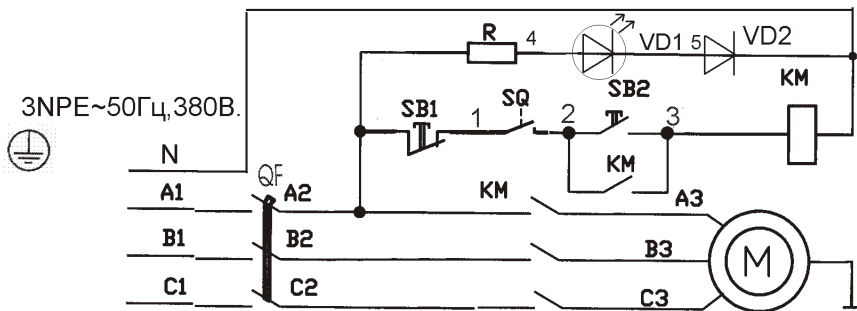 R 4 VD1 5 VD2
KM
3NPE~50Гц,380В.
SB1 1 SQ 2 SB2 3
KM
N
QF
A1 A2 KM A3
B1 B2 B3
M
C1 C2 C3